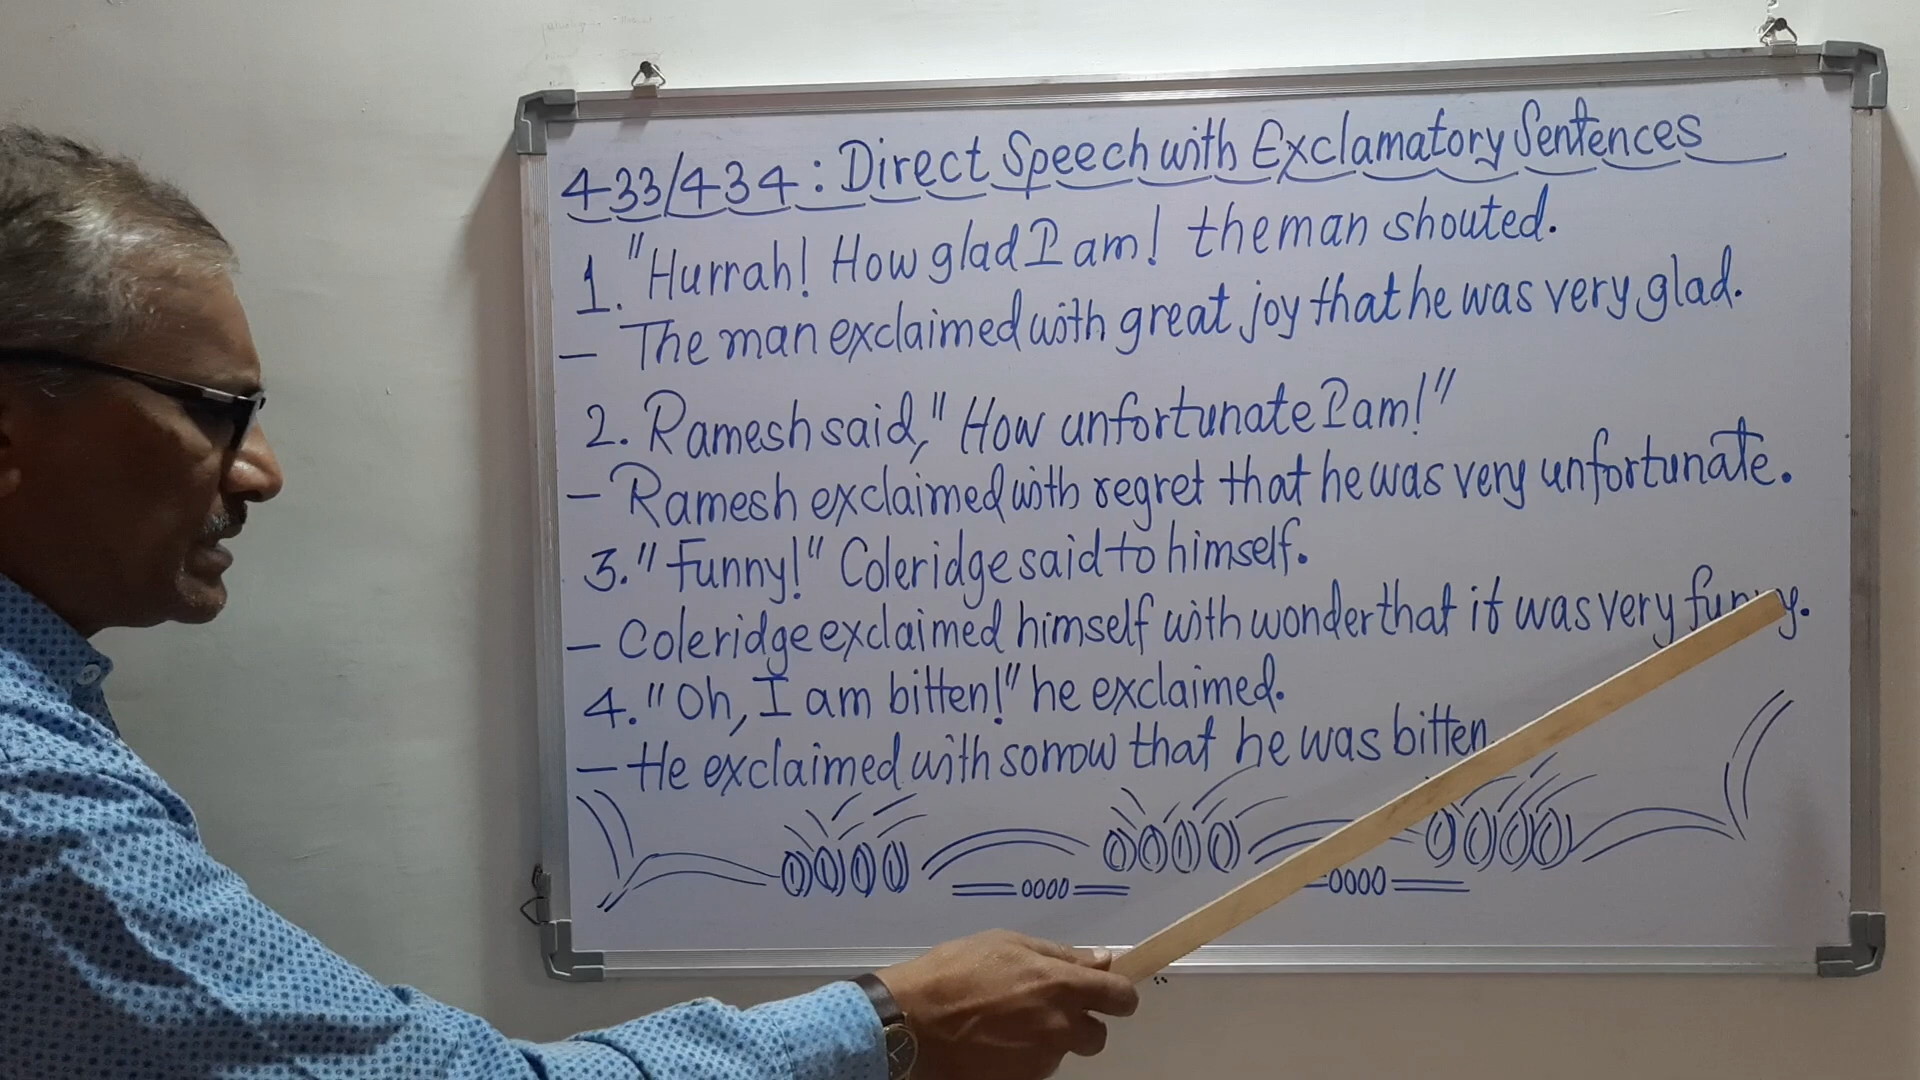 433/434: Direct Speech with Exclamatory Sentences
1. "Hurrah! How glad I am! the man shouted.
- The man exclaimed with great joy that he was very glad.
2. Ramesh said, "How unfortunate I am!"
- Ramesh exclaimed with regret that he was very unfortunate.
3. "Funny!" Coleridge said to himself.
- Coleridge exclaimed himself with wonder that it was very funny.
4. "Oh, I am bitten!" he exclaimed.
- He exclaimed with sorrow that he was bitten